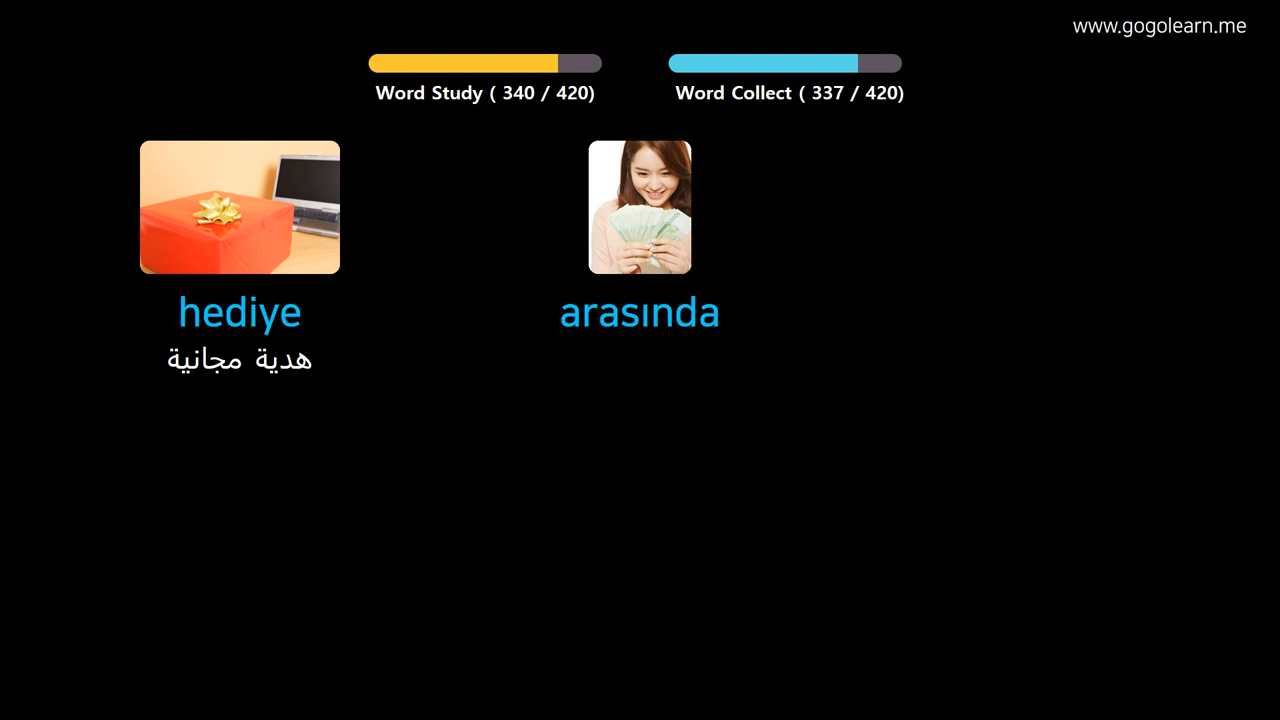 www.gogolearn.me
Word Study ( 340 / 420)
Word Collect ( 337 / 420)
hediye
arasında
هدية مجانية